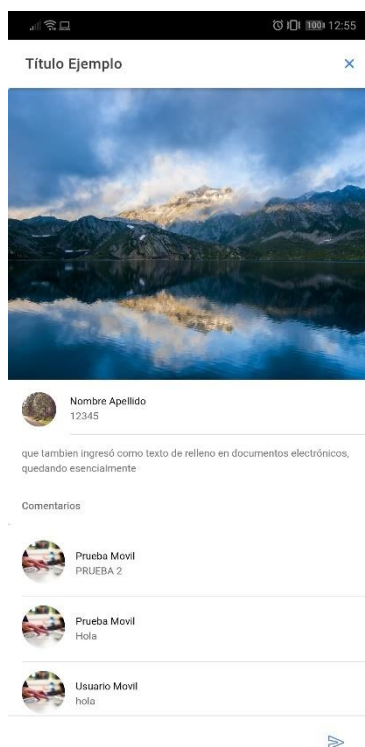 100 12:55
Título Ejemplo
Nombre Apellido
12345
que tambien ingresó como texto de relleno en documentos electrónicos,
quedando esencialmente
Comentarios
Prueba Movil
PRUEBA 2
Prueba Movil
Hola
Usuario Movil
hola